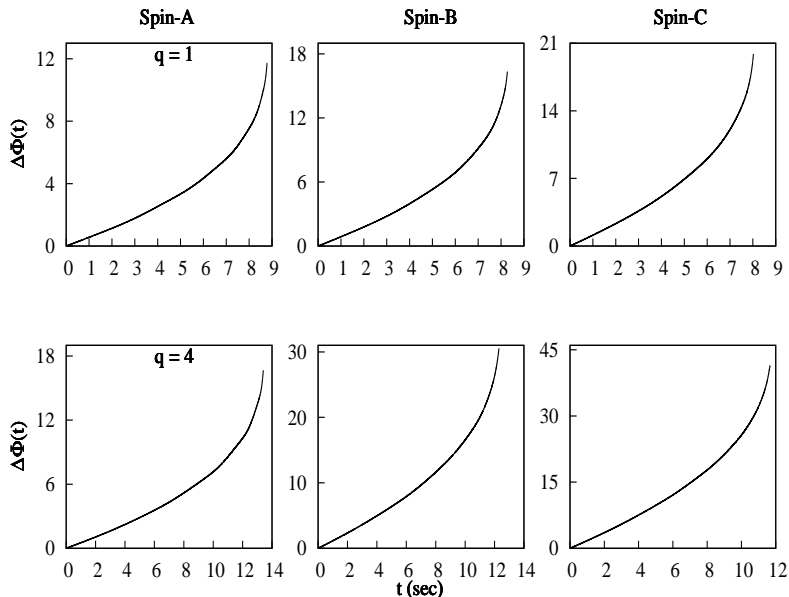 Spin-A Spin-B Spin-C
12 18 21
q = 1
8 12 14
ΔΦ(t)
4 6 7
0 0 0
0 1 2 3 4 5 6 7 8 9 0 1 2 3 4 5 6 7 8 9 0 1 2 3 4 5 6 7 8 9
18 30 45
q = 4
12 20 30
ΔΦ(t)
6 10 15
0 0 0
0 2 4 6 8 10 12 14 0 2 4 6 8 10 12 14 0 2 4 6 8 10 12
t (sec)